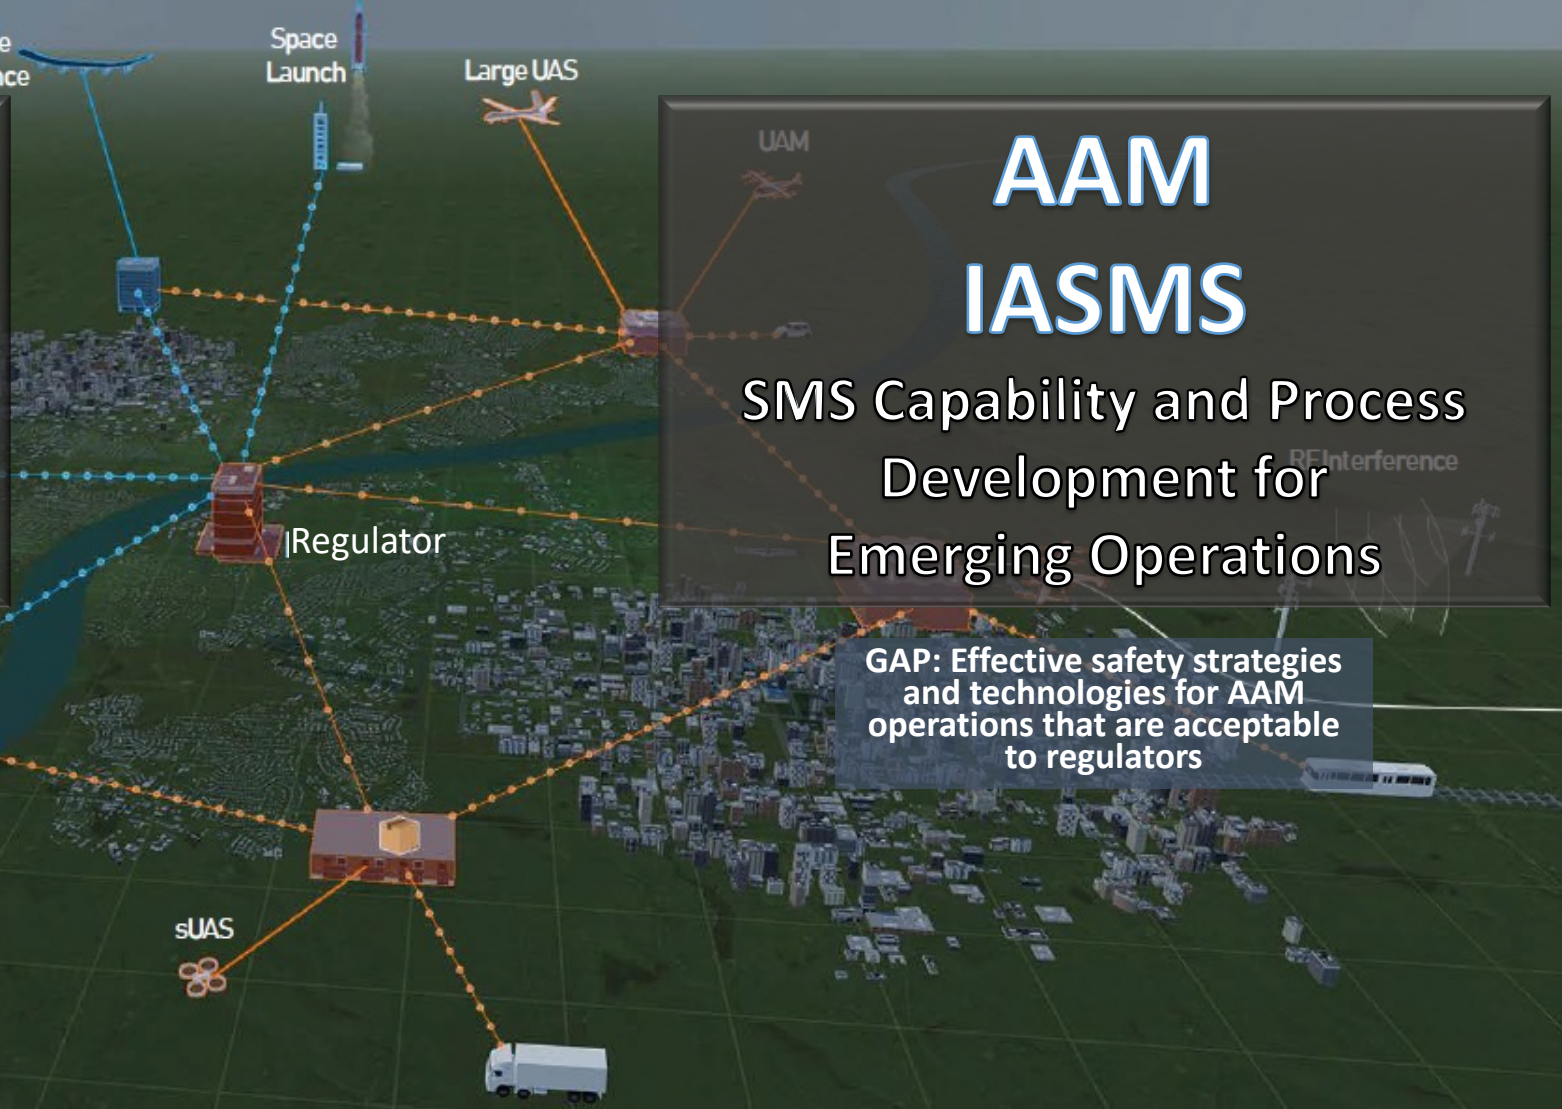 Space
Launch
Large UAS
UAM
AAM
IASMS
SMS Capability and Process
Development for
Emerging Operations
RF Interference
Regulator
GAP: Effective safety strategies
and technologies for AAM
operations that are acceptable
to regulators
sUAS